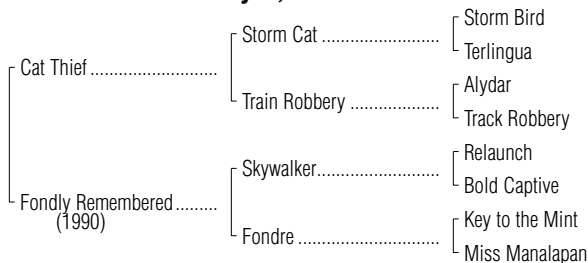 Storm Bird
Storm Cat ........................
Terlingua
Cat Thief ..........................
Alydar
Train Robbery ..................
Track Robbery
Relaunch
Skywalker........................
Bold Captive
Fondly Remembered .........
(1990)
Key to the Mint
Fondre ............................
Miss Manalapan